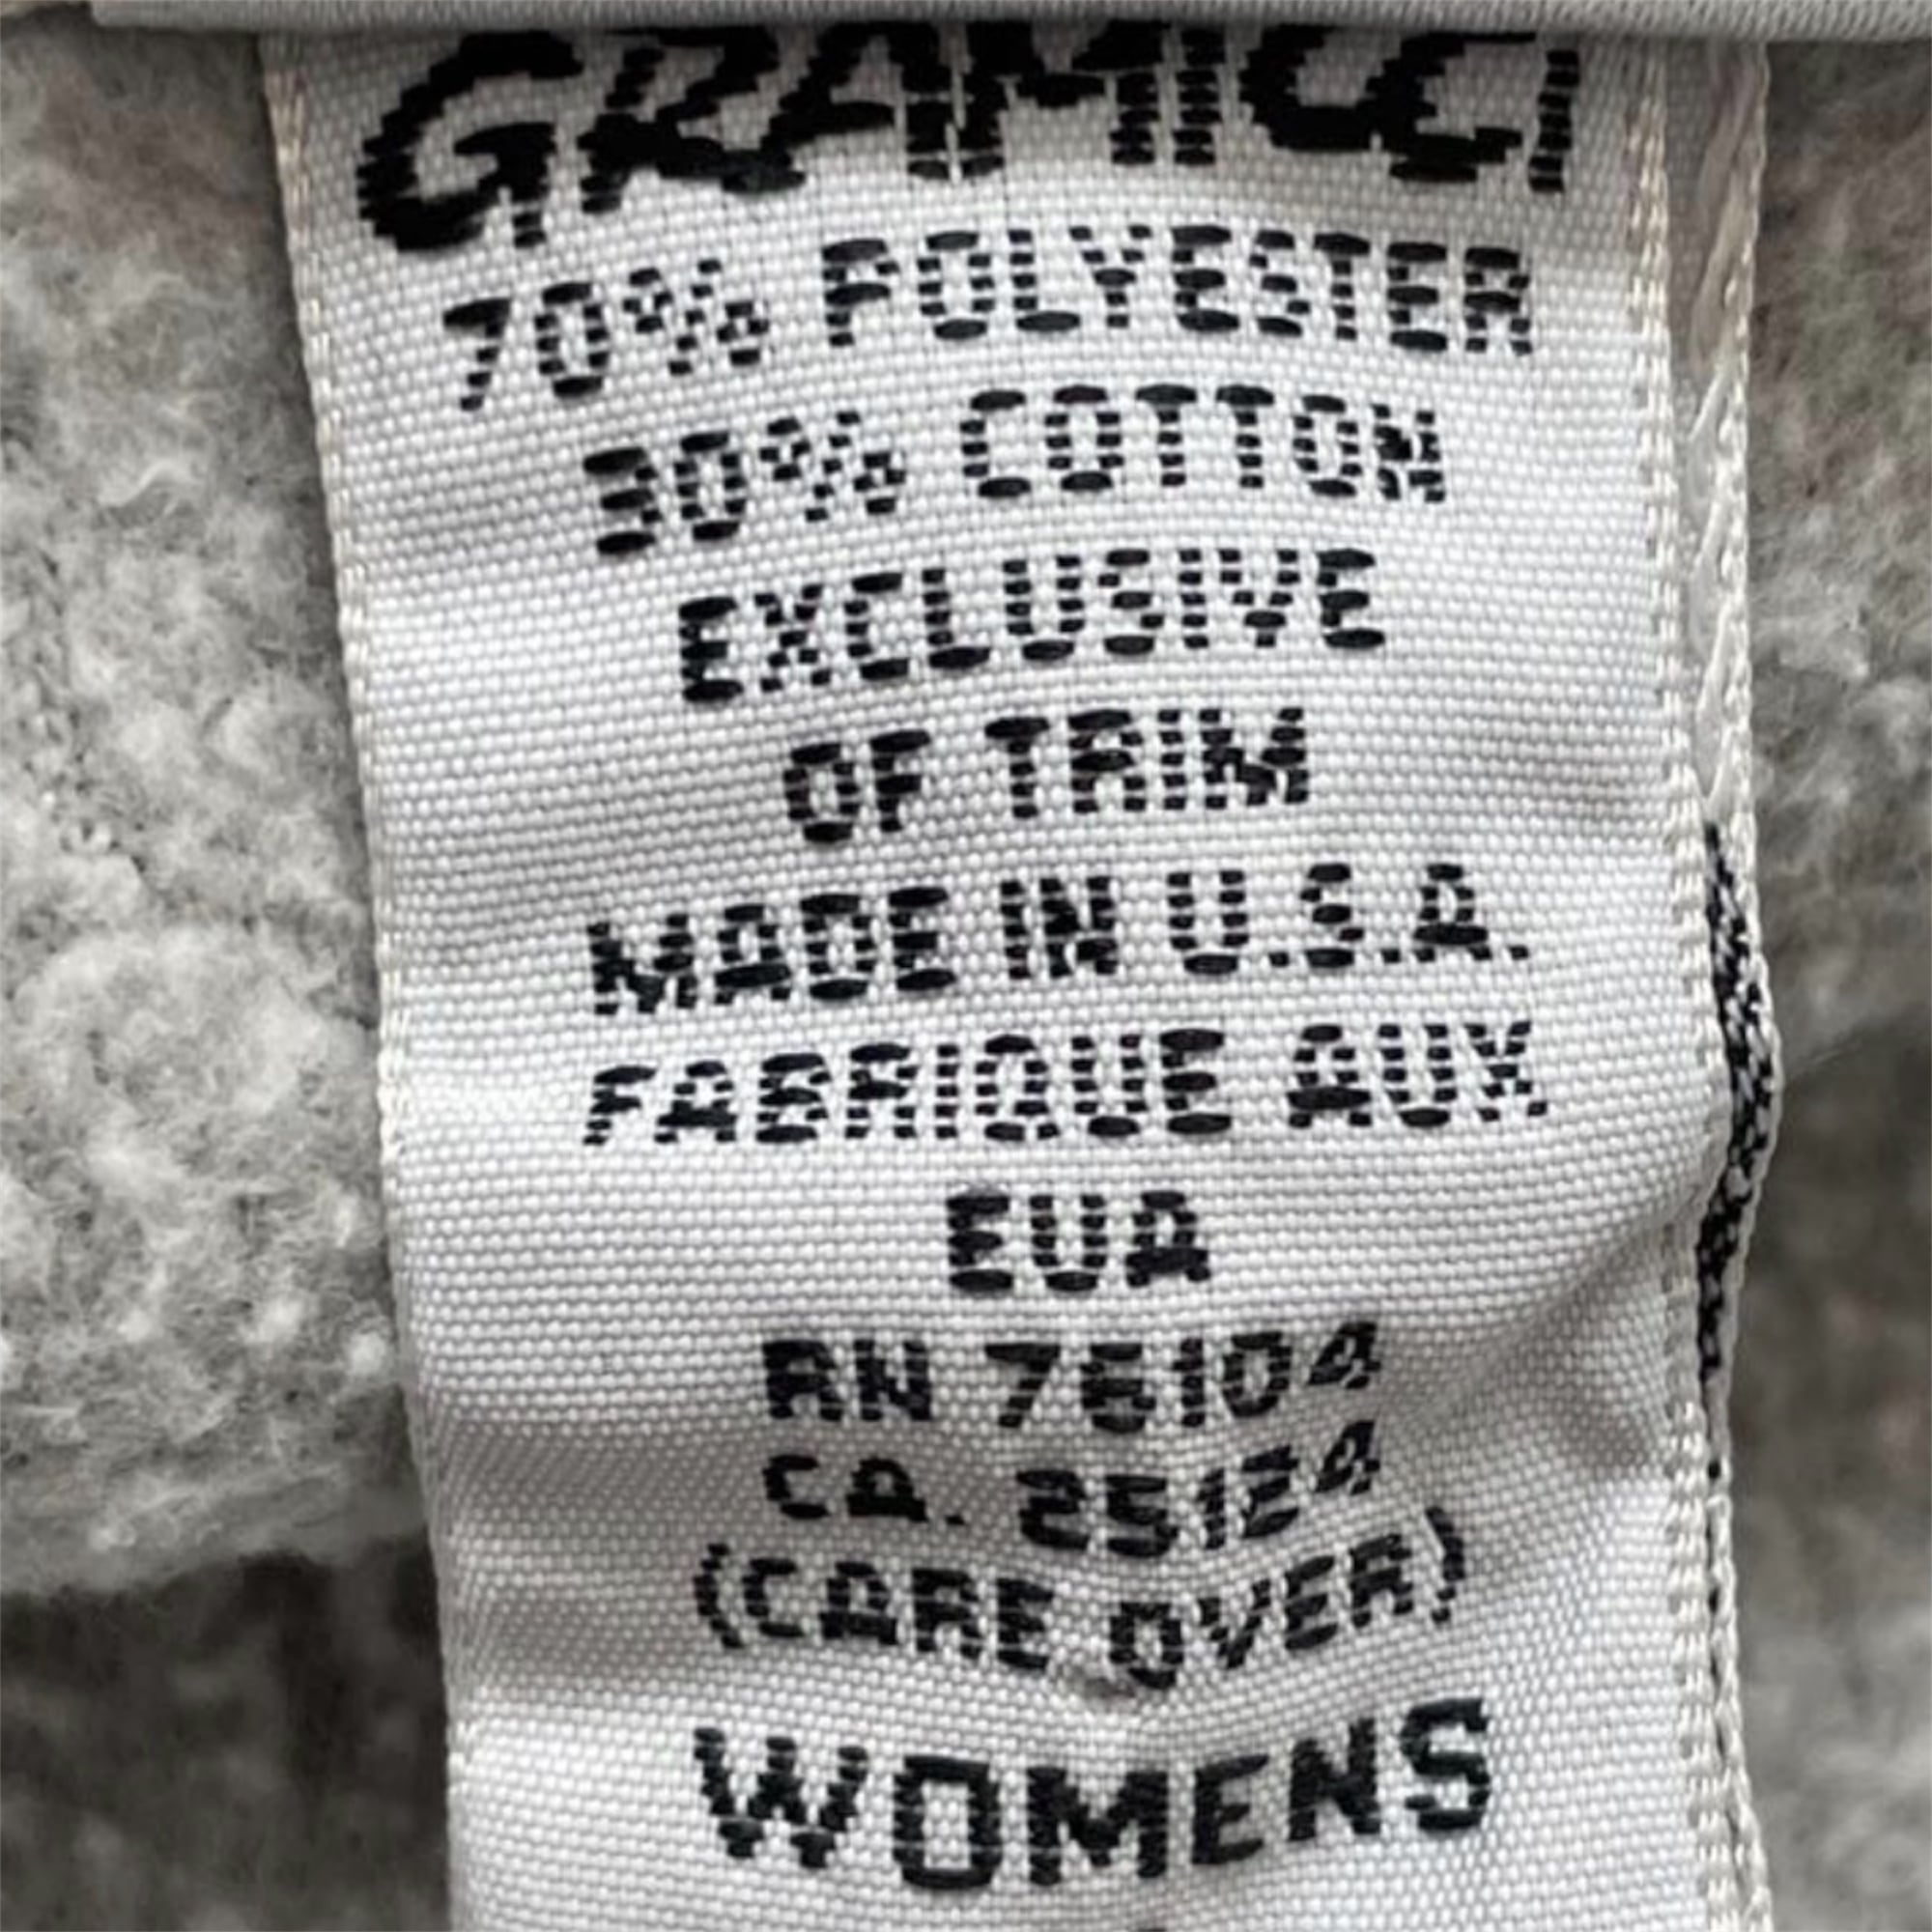 GRAMICCI
70% POLYESTER
30% COTTON
EXCLUSIVE
OF TRIM
MADE IN U.S.A.
FABRIQUE AUX
EUA
RN 76104
CA. 25124
(CARE OVER)
WOMENS